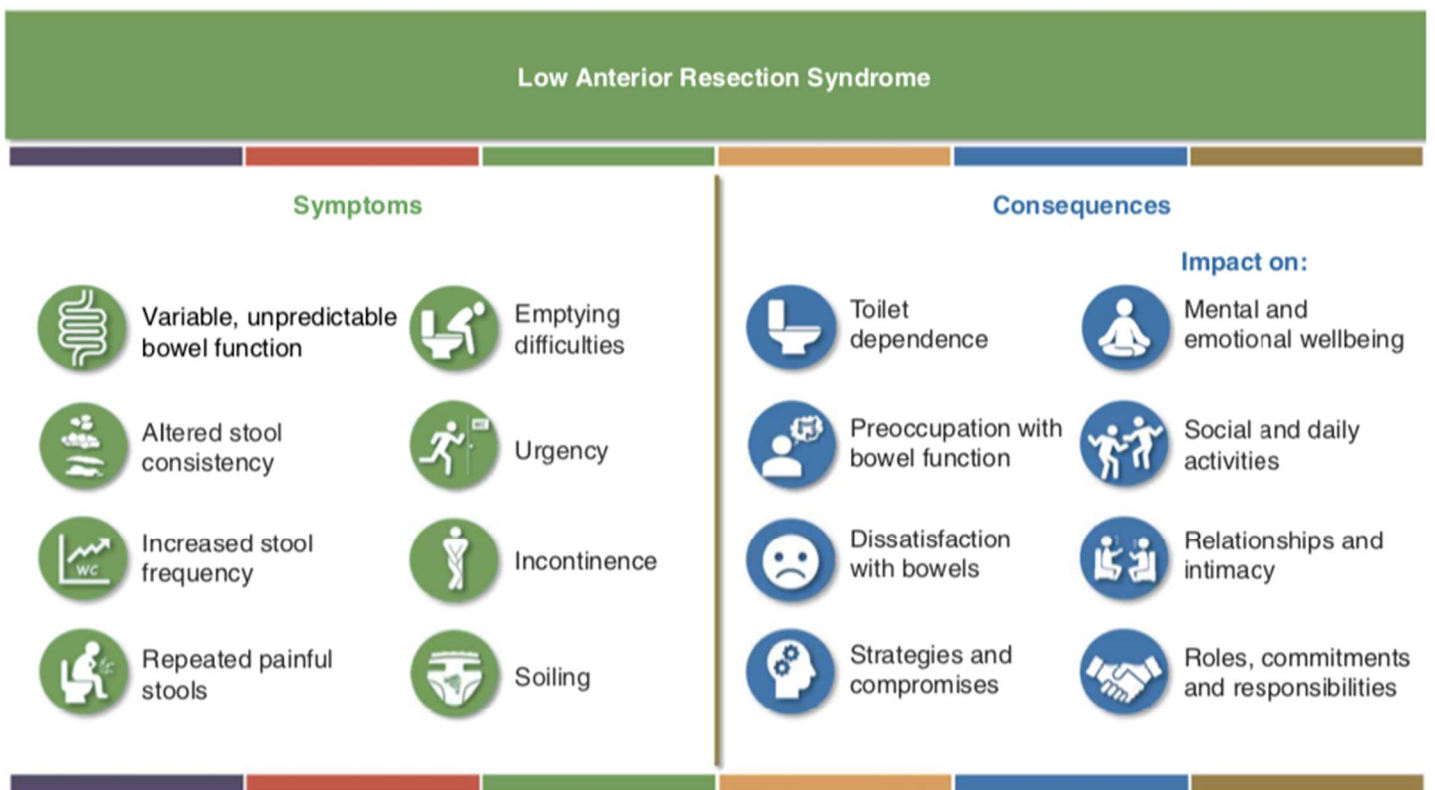 Low Anterior Resection Syndrome
Symptoms
Variable, unpredictable
bowel function
Altered stool
consistency
Increased stool
frequency
WC
Repeated painful
stools
Emptying
difficulties
WC
Urgency
Incontinence
Soiling
Consequences
Toilet
dependence
Preoccupation with
bowel function
Dissatisfaction
with bowels
Strategies and
compromises
Impact on:
Mental and
emotional wellbeing
Social and daily
activities
Relationships and
intimacy
Roles, commitments
and responsibilities